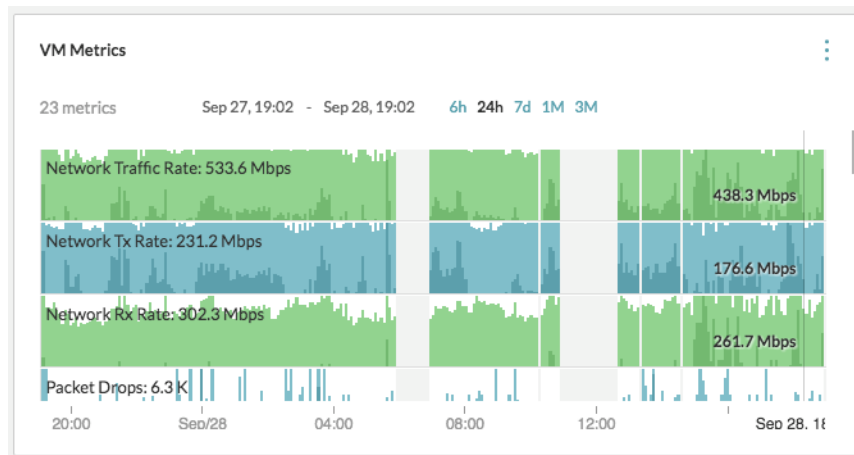 VM Metrics
23 metrics Sep 27, 19:02 - Sep 28, 19:02 6h 24h 7d 1M 3M
Network Traffic Rate: 533.6 Mbps
438.3 Mbps
Network Tx Rate: 231.2 Mbps
176.6 Mbps
Network Rx Rate: 302.3 Mbps
261.7 Mbps
Packet Drops: 6.3 K
20:00 Sep/28 04:00 08:00 12:00 Sep 28, 18